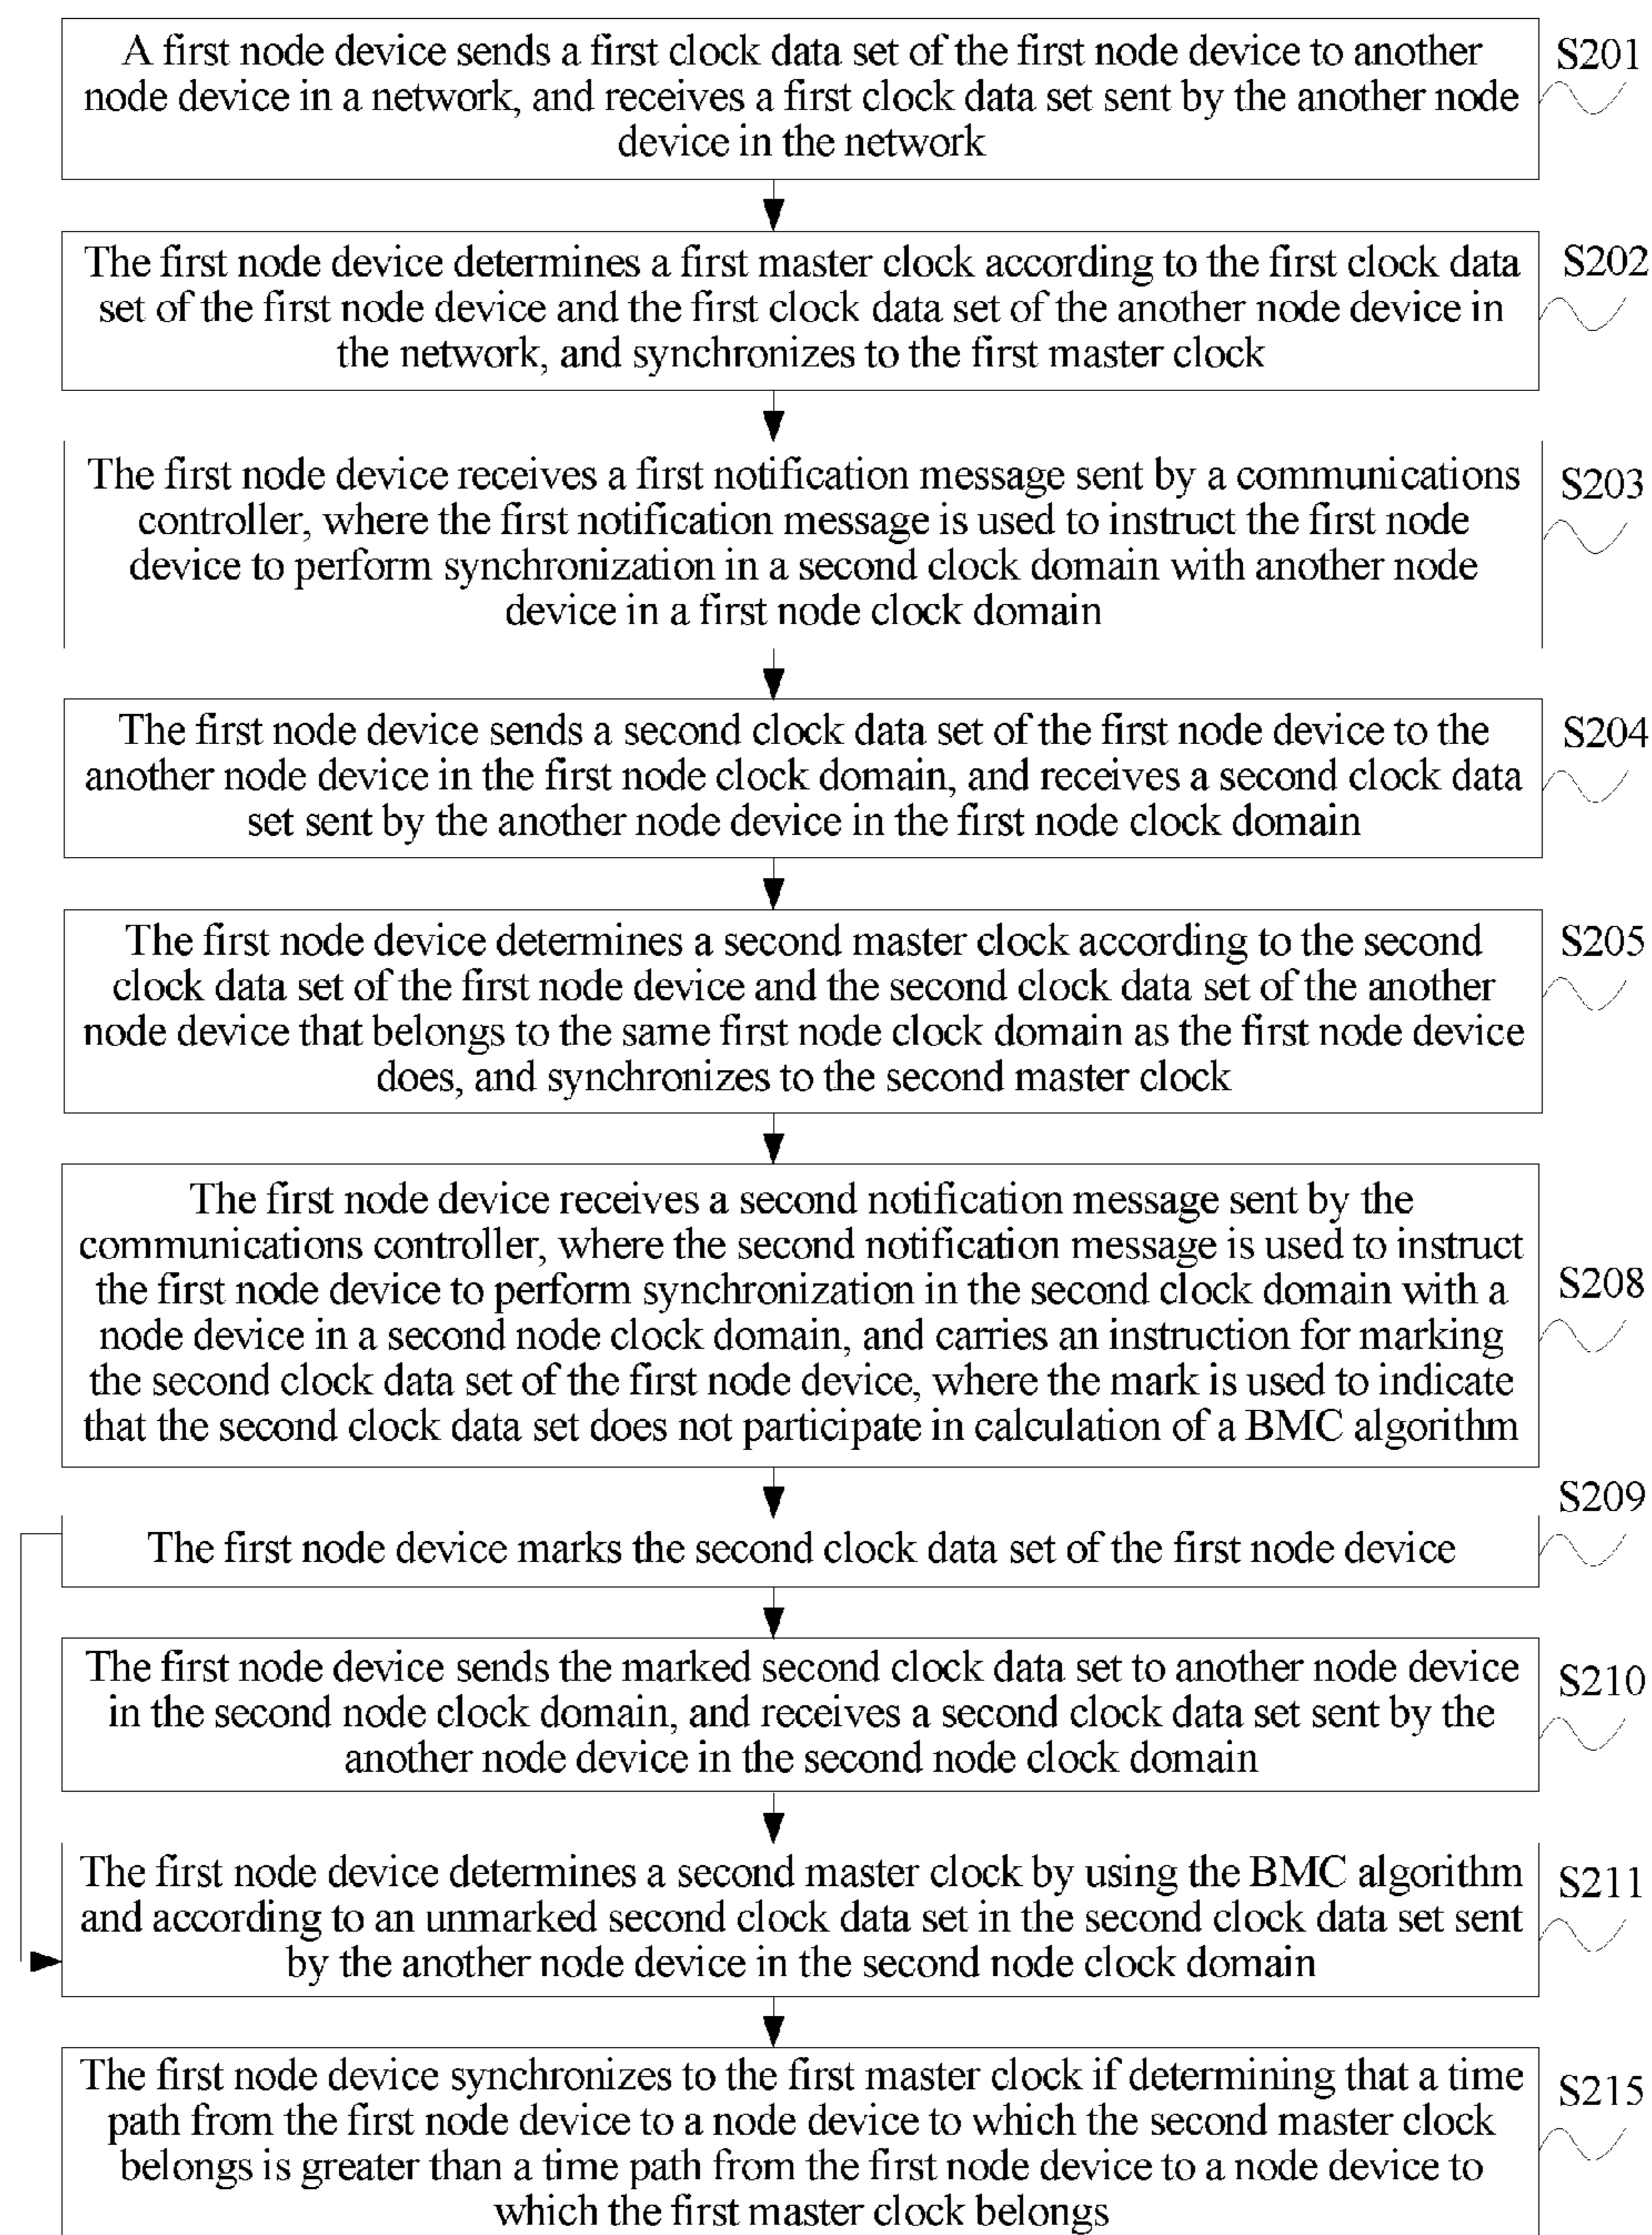 A first node device sends a first clock data set of the first node device to another
node device in a network, and receives a first clock data set sent by the another node
device in the network
S201
The first node device determines a first master clock according to the first clock data
set of the first node device and the first clock data set of the another node device in
the network, and synchronizes to the first master clock
S202
The first node device receives a first notification message sent by a communications
controller, where the first notification message is used to instruct the first node
device to perform synchronization in a second clock domain with another node
device in a first node clock domain
S203
The first node device sends a second clock data set of the first node device to the
another node device in the first node clock domain, and receives a second clock data
set sent by the another node device in the first node clock domain
S204
The first node device determines a second master clock according to the second
clock data set of the first node device and the second clock data set of the another
node device that belongs to the same first node clock domain as the first node device
does, and synchronizes to the second master clock
S205
The first node device receives a second notification message sent by the
communications controller, where the second notification message is used to instruct
the first node device to perform synchronization in the second clock domain with a
node device in a second node clock domain, and carries an instruction for marking
the second clock data set of the first node device, where the mark is used to indicate
that the second clock data set does not participate in calculation of a BMC algorithm
S208
The first node device marks the second clock data set of the first node device
S209
The first node device sends the marked second clock data set to another node device
in the second node clock domain, and receives a second clock data set sent by the
another node device in the second node clock domain
S210
The first node device determines a second master clock by using the BMC algorithm
and according to an unmarked second clock data set in the second clock data set sent
by the another node device in the second node clock domain
S211
The first node device synchronizes to the first master clock if determining that a time
path from the first node device to a node device to which the second master clock
belongs is greater than a time path from the first node device to a node device to
which the first master clock belongs
S215